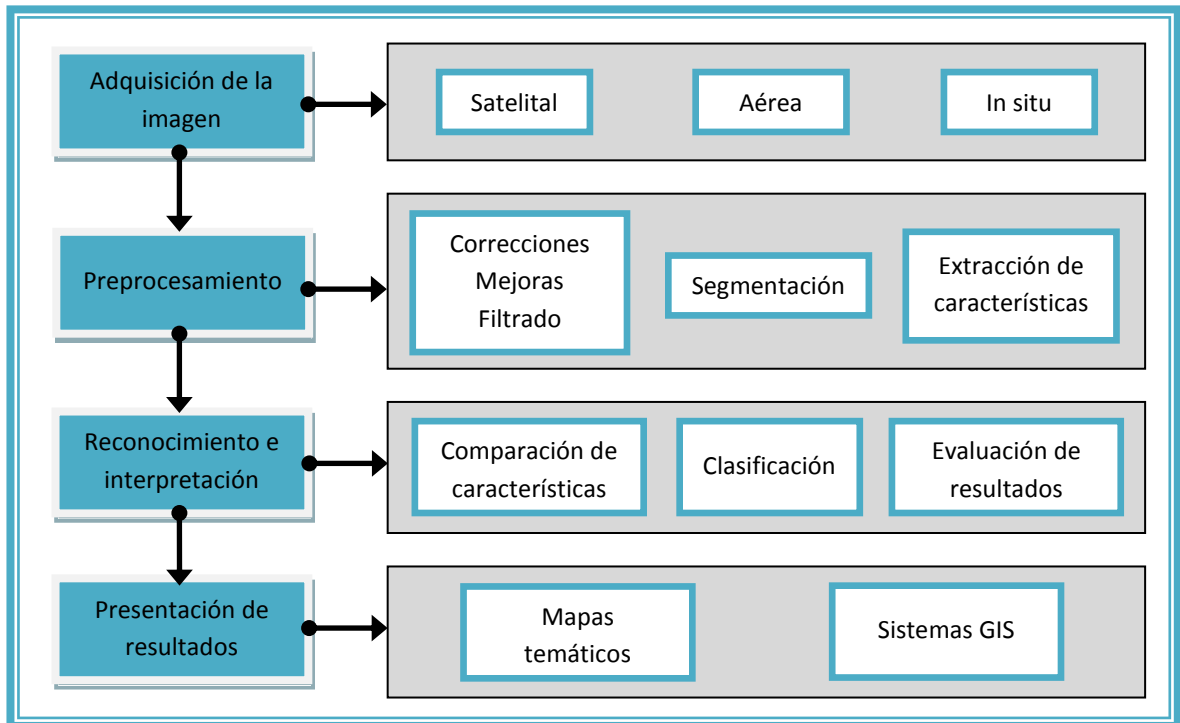 Adquisición de la
imagen
Satelital
Aérea
In situ
Preprocesamiento
Correcciones
Mejoras
Filtrado
Segmentación
Extracción de
características
Reconocimiento e
interpretación
Comparación de
características
Clasificación
Evaluación de
resultados
Presentación de
resultados
Mapas
temáticos
Sistemas GIS